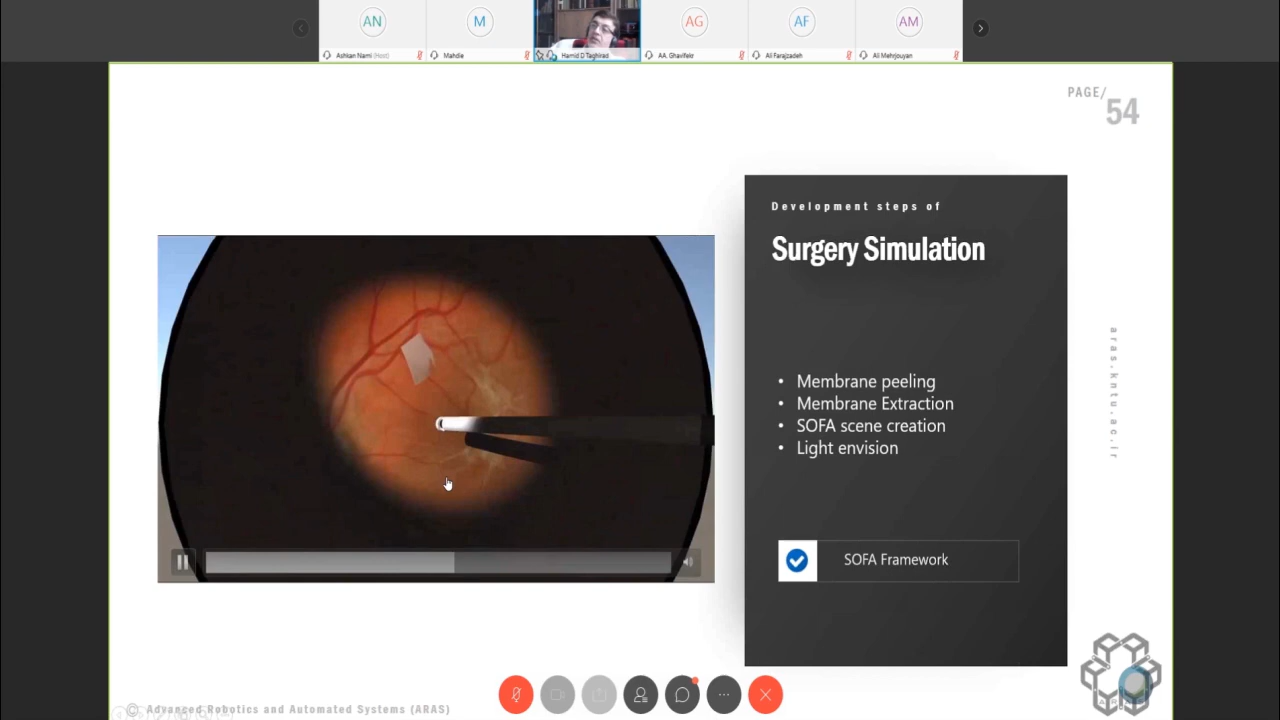 AN
M
AG
AF
AM
Ashkan Nami (Host)
Mahdie
Hamid D Taghirad
AA. Ghavifekr
Ali Farajzadeh
Ali Mehrjouyan
PAGE/
54
Development steps of
Surgery Simulation
• Membrane peeling
• Membrane Extraction
• SOFA scene creation
• Light envision
SOFA Framework
aras.kntu.ac.ir
© Advanced Robotics and Automated Systems (ARAS)
ARAS